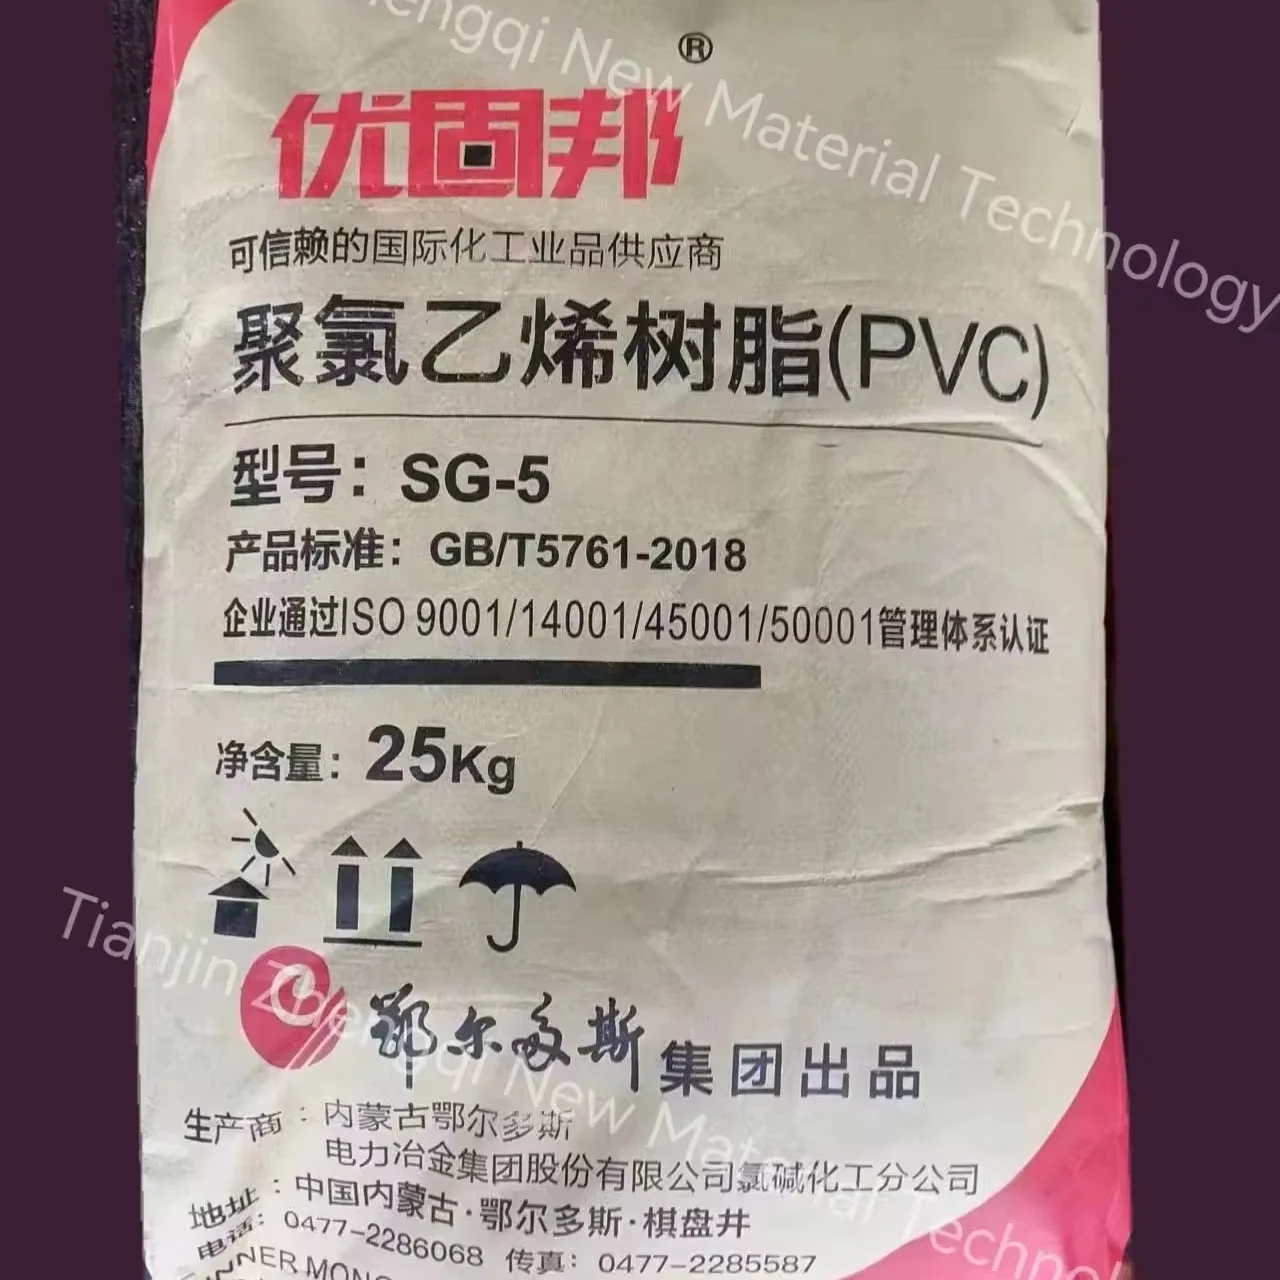 ®
优固邦
可信赖的国际化工业品供应商
聚氯乙烯树脂(PVC)
型号：SG-5
产品标准：GB/T5761-2018
企业通过ISO 9001/14001/45001/50001管理体系认证
净含量：25Kg
鄂尔多斯集团出品
生产商：内蒙古鄂尔多斯
电力冶金集团股份有限公司氯碱化工分公司
地址：中国内蒙古·鄂尔多斯·棋盘井
电话：0477-2286068 传真：0477-2285587
Zhengqi New Material Technology
Tianjin Zhengqi New Material Technology